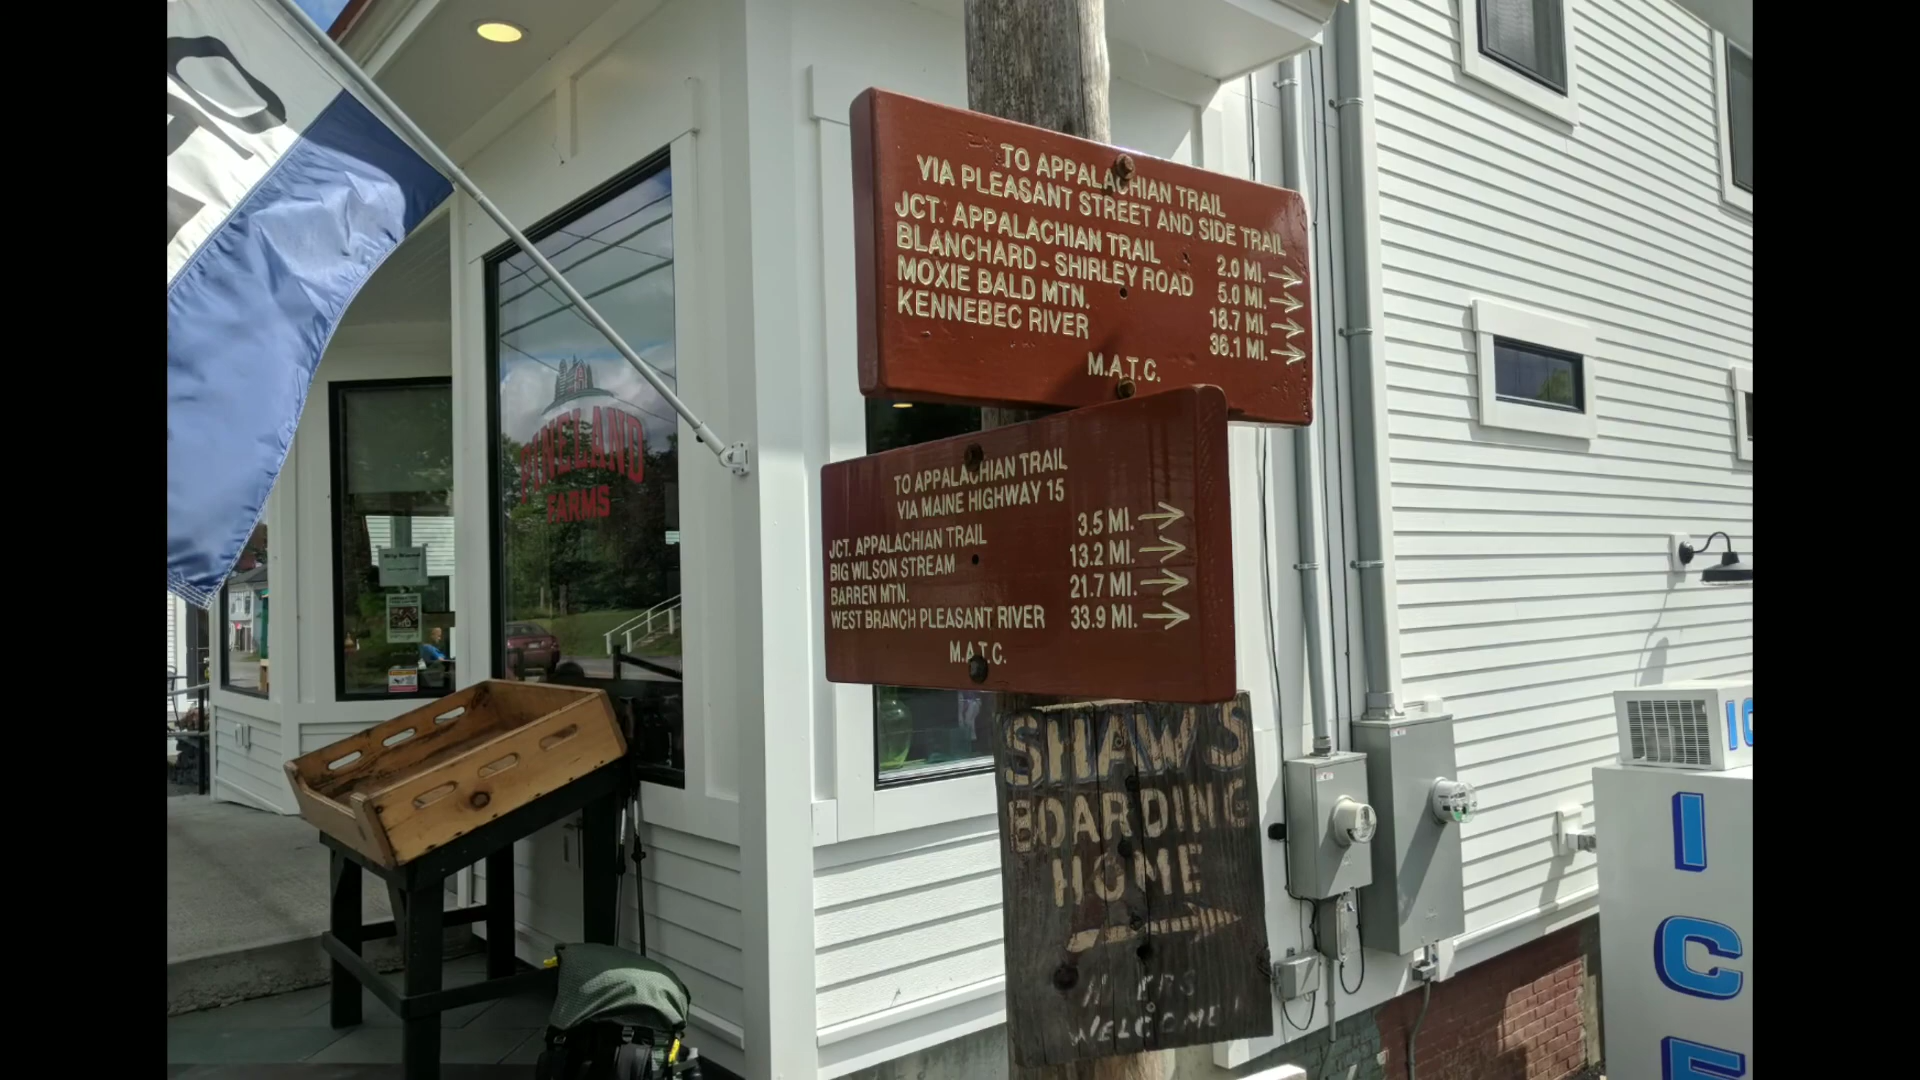 TO APPALACHIAN TRAIL
VIA PLEASANT STREET AND SIDE TRAIL
JCT. APPALACHIAN TRAIL 2.0 MI. →
BLANCHARD - SHIRLEY ROAD 5.0 MI. →
MOXIE BALD MTN. 18.7 MI. →
KENNEBEC RIVER 36.1 MI. →
M.A.T.C.
TO APPALACHIAN TRAIL
VIA MAINE HIGHWAY 15
JCT. APPALACHIAN TRAIL 3.5 MI. →
BIG WILSON STREAM 13.2 MI. →
BARREN MTN. 21.7 MI. →
WEST BRANCH PLEASANT RIVER 33.9 MI. →
M.A.T.C.
SHAW'S
BOARDING
HOME
WELCOME!
PINELAND
FARMS
ICE